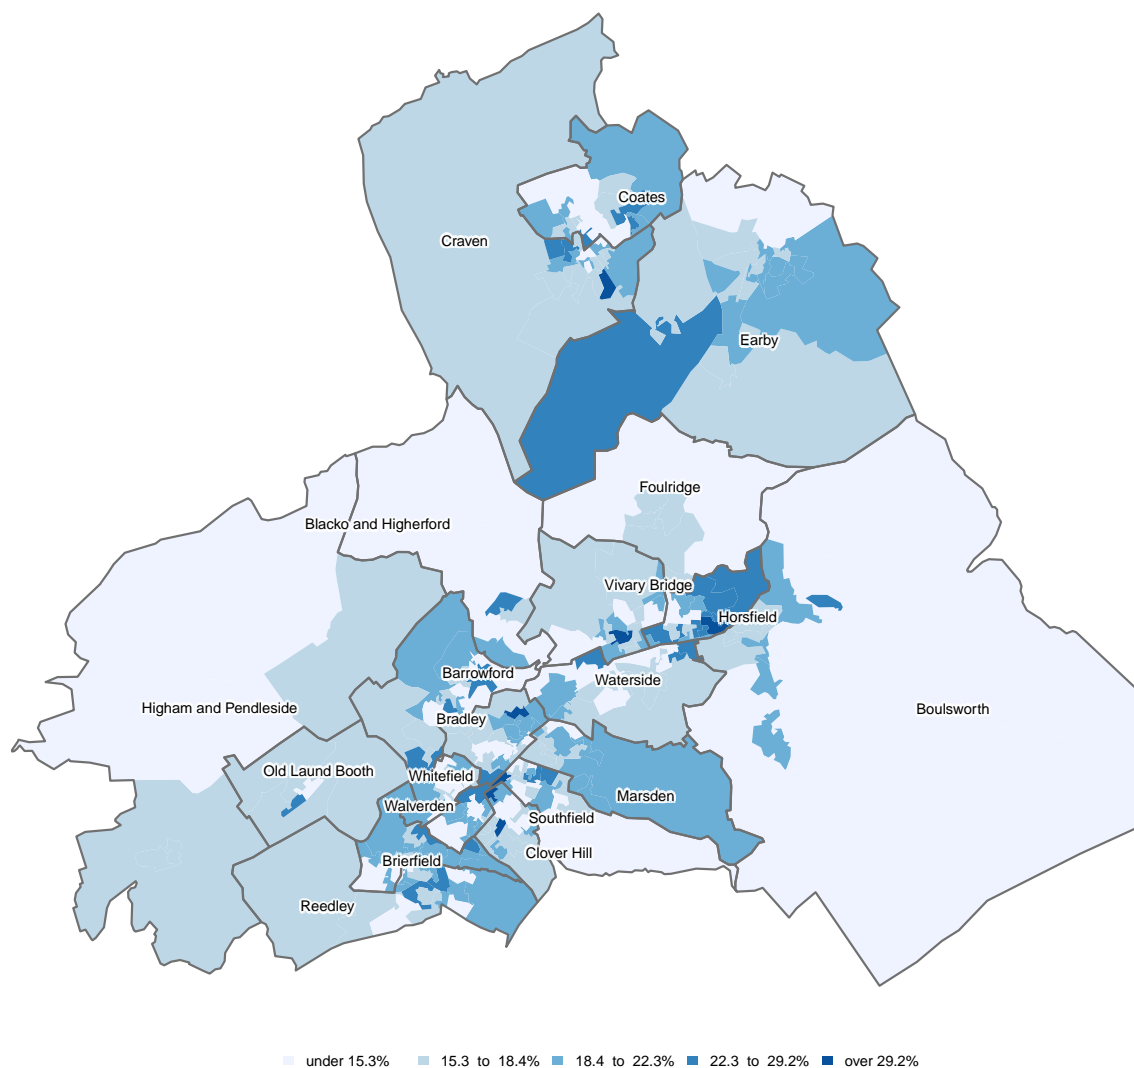 Coates
Craven
Earby
Foulridge
Blacko and Higherford
Vivary Bridge
Horsfield
Barrowford
Waterside
Higham and Pendleside
Boulsworth
Bradley
Old Laund Booth
Whitefield
Marsden
Walverden
Southfield
Clover Hill
Brierfield
Reedley
under 15.3% 15.3 to 18.4% 18.4 to 22.3% 22.3 to 29.2% over 29.2%